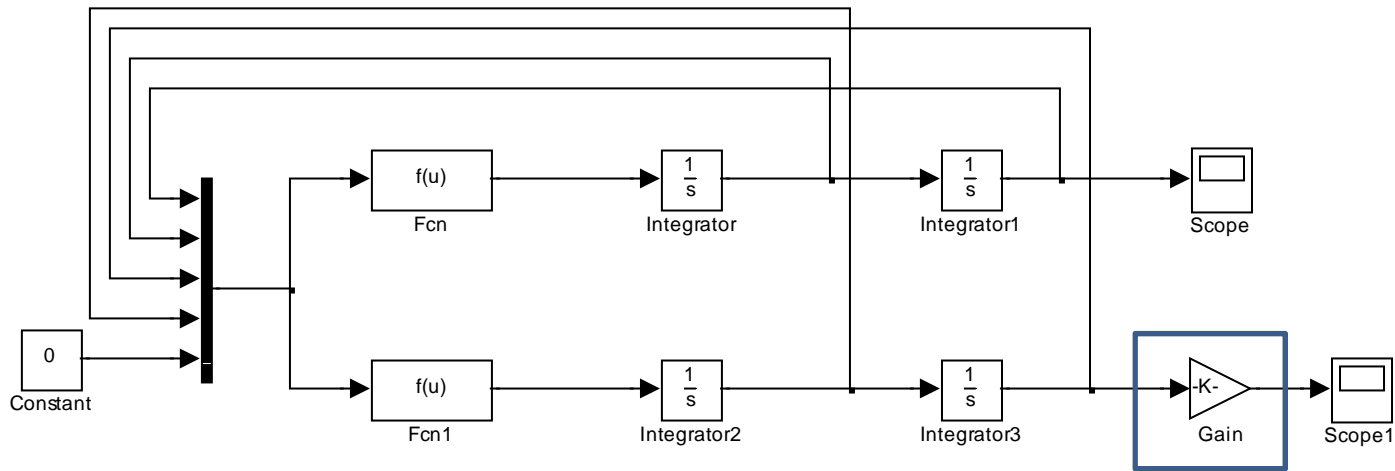 f(u)
Fcn
1
s
Integrator
1
s
Integrator1
Scope
0
Constant
f(u)
Fcn1
1
s
Integrator2
1
s
Integrator3
-K-
Gain
Scope1